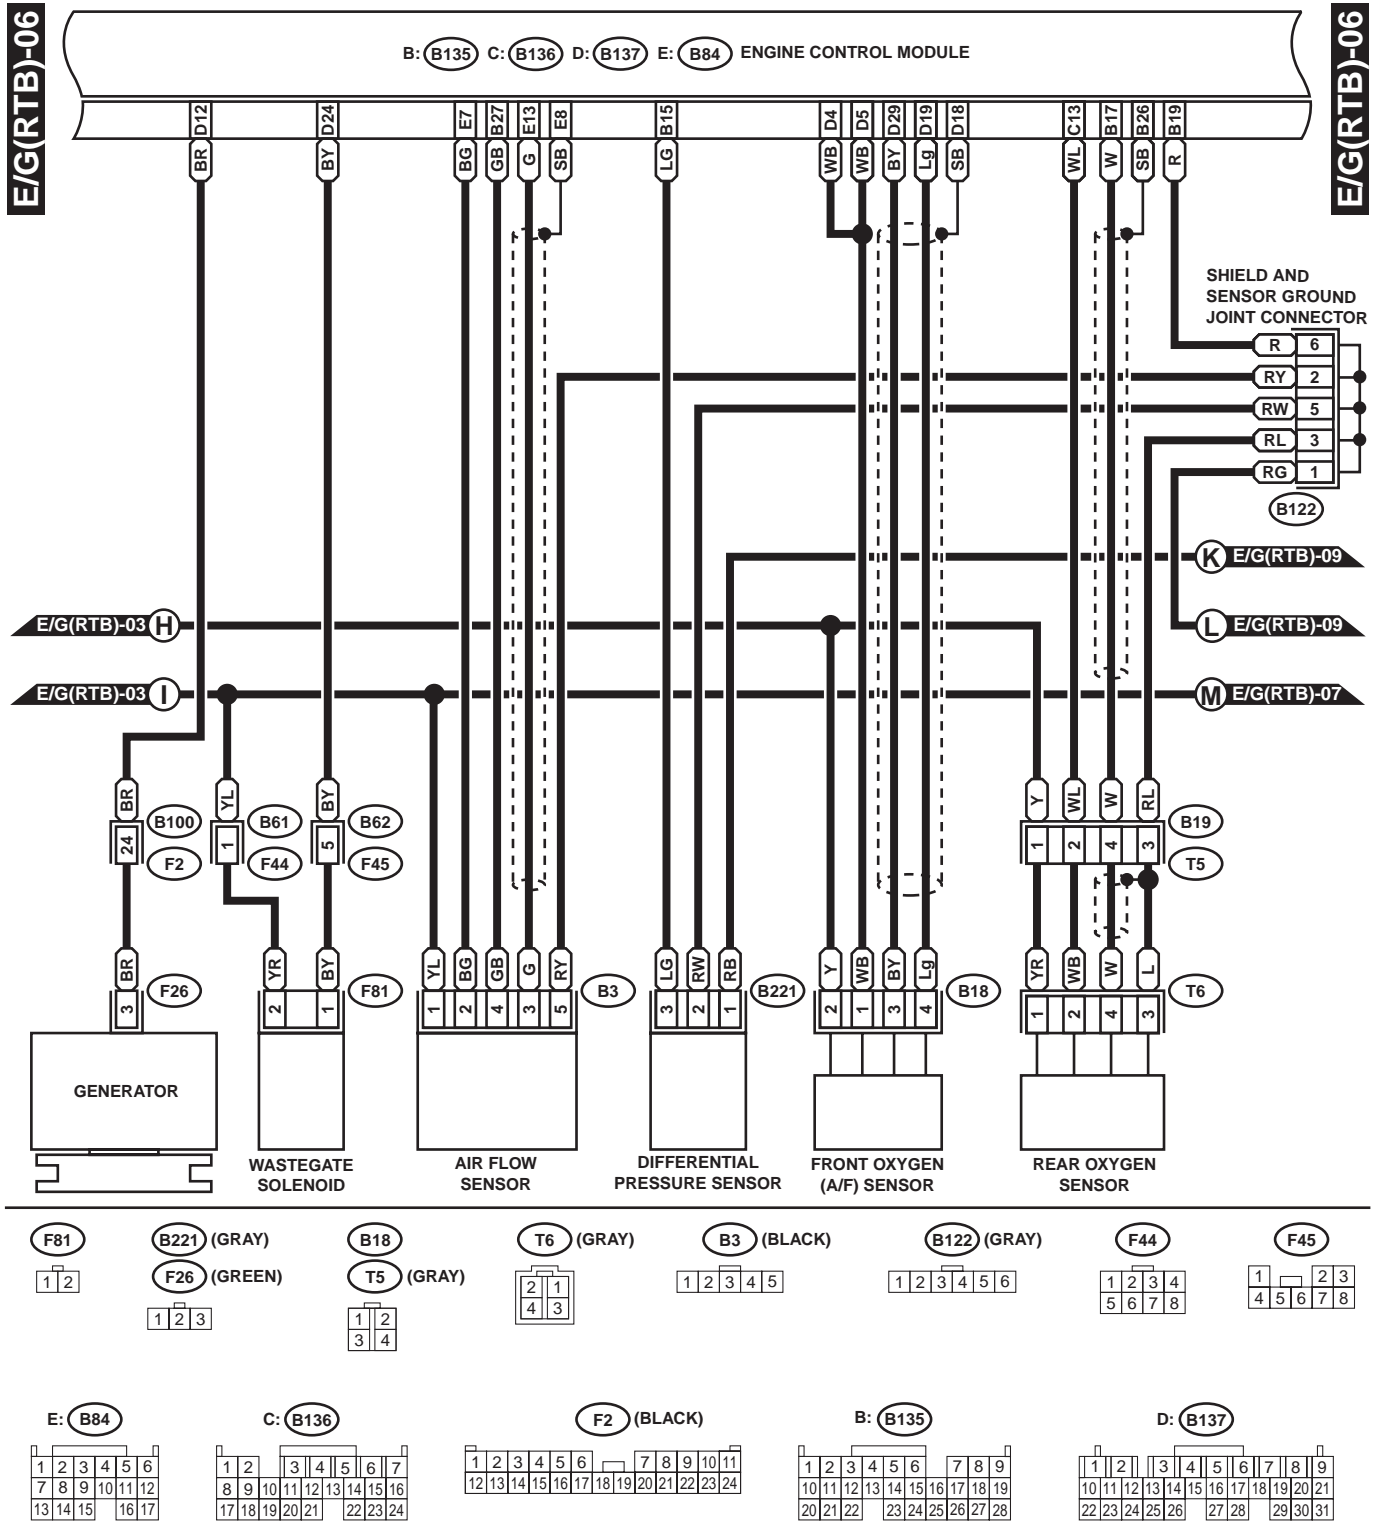 E/G(RTB)-06
E/G(RTB)-06
B: B135 C: B136 D: B137 E: B84 ENGINE CONTROL MODULE
D12 D24 E7 B27 E13 E8 B15 D4 D5 D29 D19 D18 C13 B17 B26 B19
BR BY BG GB G SB LG WB WB BY Lg SB WL W SB R
SHIELD AND
SENSOR GROUND
JOINT CONNECTOR
R 6
RY 2
RW 5
RL 3
RG 1
B122
K E/G(RTB)-09
E/G(RTB)-03 H
L E/G(RTB)-09
E/G(RTB)-03 I
M E/G(RTB)-07
BR YL BY Y WL W RL
24 B100 1 B61 5 B62 1 2 4 3 B19
F2 F44 F45 T5
BR YR BY YL BG GB G RY LG RW RB Y WB BY Lg YR WB W L
3 F26 2 1 F81 1 2 4 3 5 B3 3 2 1 B221 2 1 3 4 B18 1 2 4 3 T6
GENERATOR
WASTEGATE
SOLENOID
AIR FLOW
SENSOR
DIFFERENTIAL
PRESSURE SENSOR
FRONT OXYGEN
(A/F) SENSOR
REAR OXYGEN
SENSOR
F81
1 2
B221 (GRAY)
F26 (GREEN)
1 2 3
B18
T5 (GRAY)
1 2
3 4
T6 (GRAY)
2 1
4 3
B3 (BLACK)
1 2 3 4 5
B122 (GRAY)
1 2 3 4 5 6
F44
1 2 3 4
5 6 7 8
F45
1 2 3
4 5 6 7 8
E: B84
1 2 3 4 5 6
7 8 9 10 11 12
13 14 15 16 17
C: B136
1 2 3 4 5 6 7
8 9 10 11 12 13 14 15 16
17 18 19 20 21 22 23 24
F2 (BLACK)
1 2 3 4 5 6 7 8 9 10 11
12 13 14 15 16 17 18 19 20 21 22 23 24
B: B135
1 2 3 4 5 6 7 8 9
10 11 12 13 14 15 16 17 18 19
20 21 22 23 24 25 26 27 28
D: B137
1 2 3 4 5 6 7 8 9
10 11 12 13 14 15 16 17 18 19 20 21
22 23 24 25 26 27 28 29 30 31